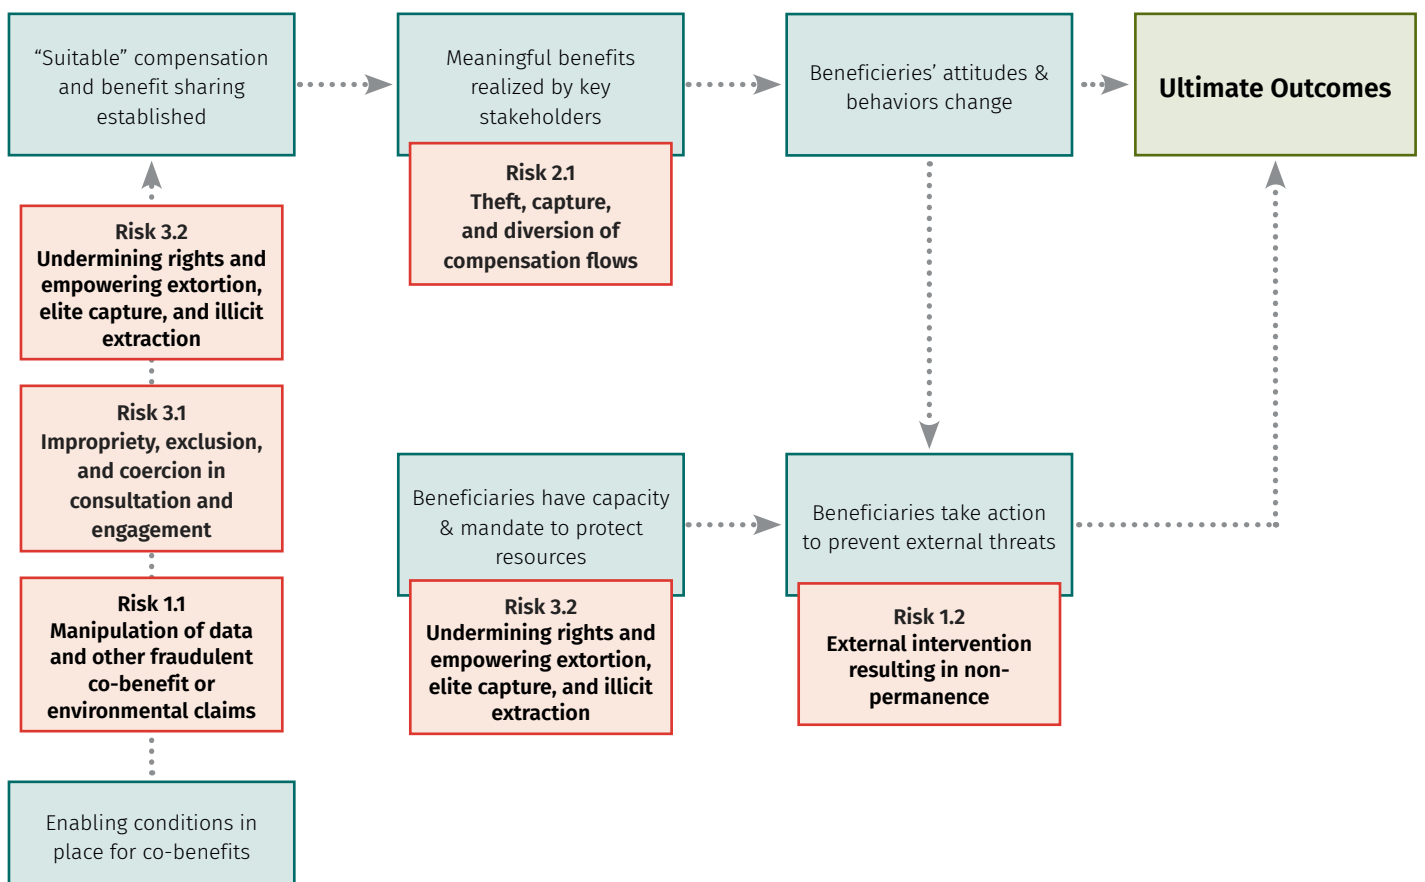 “Suitable” compensation
and benefit sharing
established
Meaningful benefits
realized by key
stakeholders
Beneficieries’ attitudes &
behaviors change
Ultimate Outcomes
Risk 2.1
Theft, capture,
and diversion of
compensation flows
Risk 3.2
Undermining rights and
empowering extortion,
elite capture, and illicit
extraction
Risk 3.1
Impropriety, exclusion,
and coercion in
consultation and
engagement
Risk 1.1
Manipulation of data
and other fraudulent
co-benefit or
environmental claims
Enabling conditions in
place for co-benefits
Beneficiaries have capacity
& mandate to protect
resources
Risk 3.2
Undermining rights and
empowering extortion,
elite capture, and illicit
extraction
Beneficiaries take action
to prevent external threats
Risk 1.2
External intervention
resulting in non-
permanence